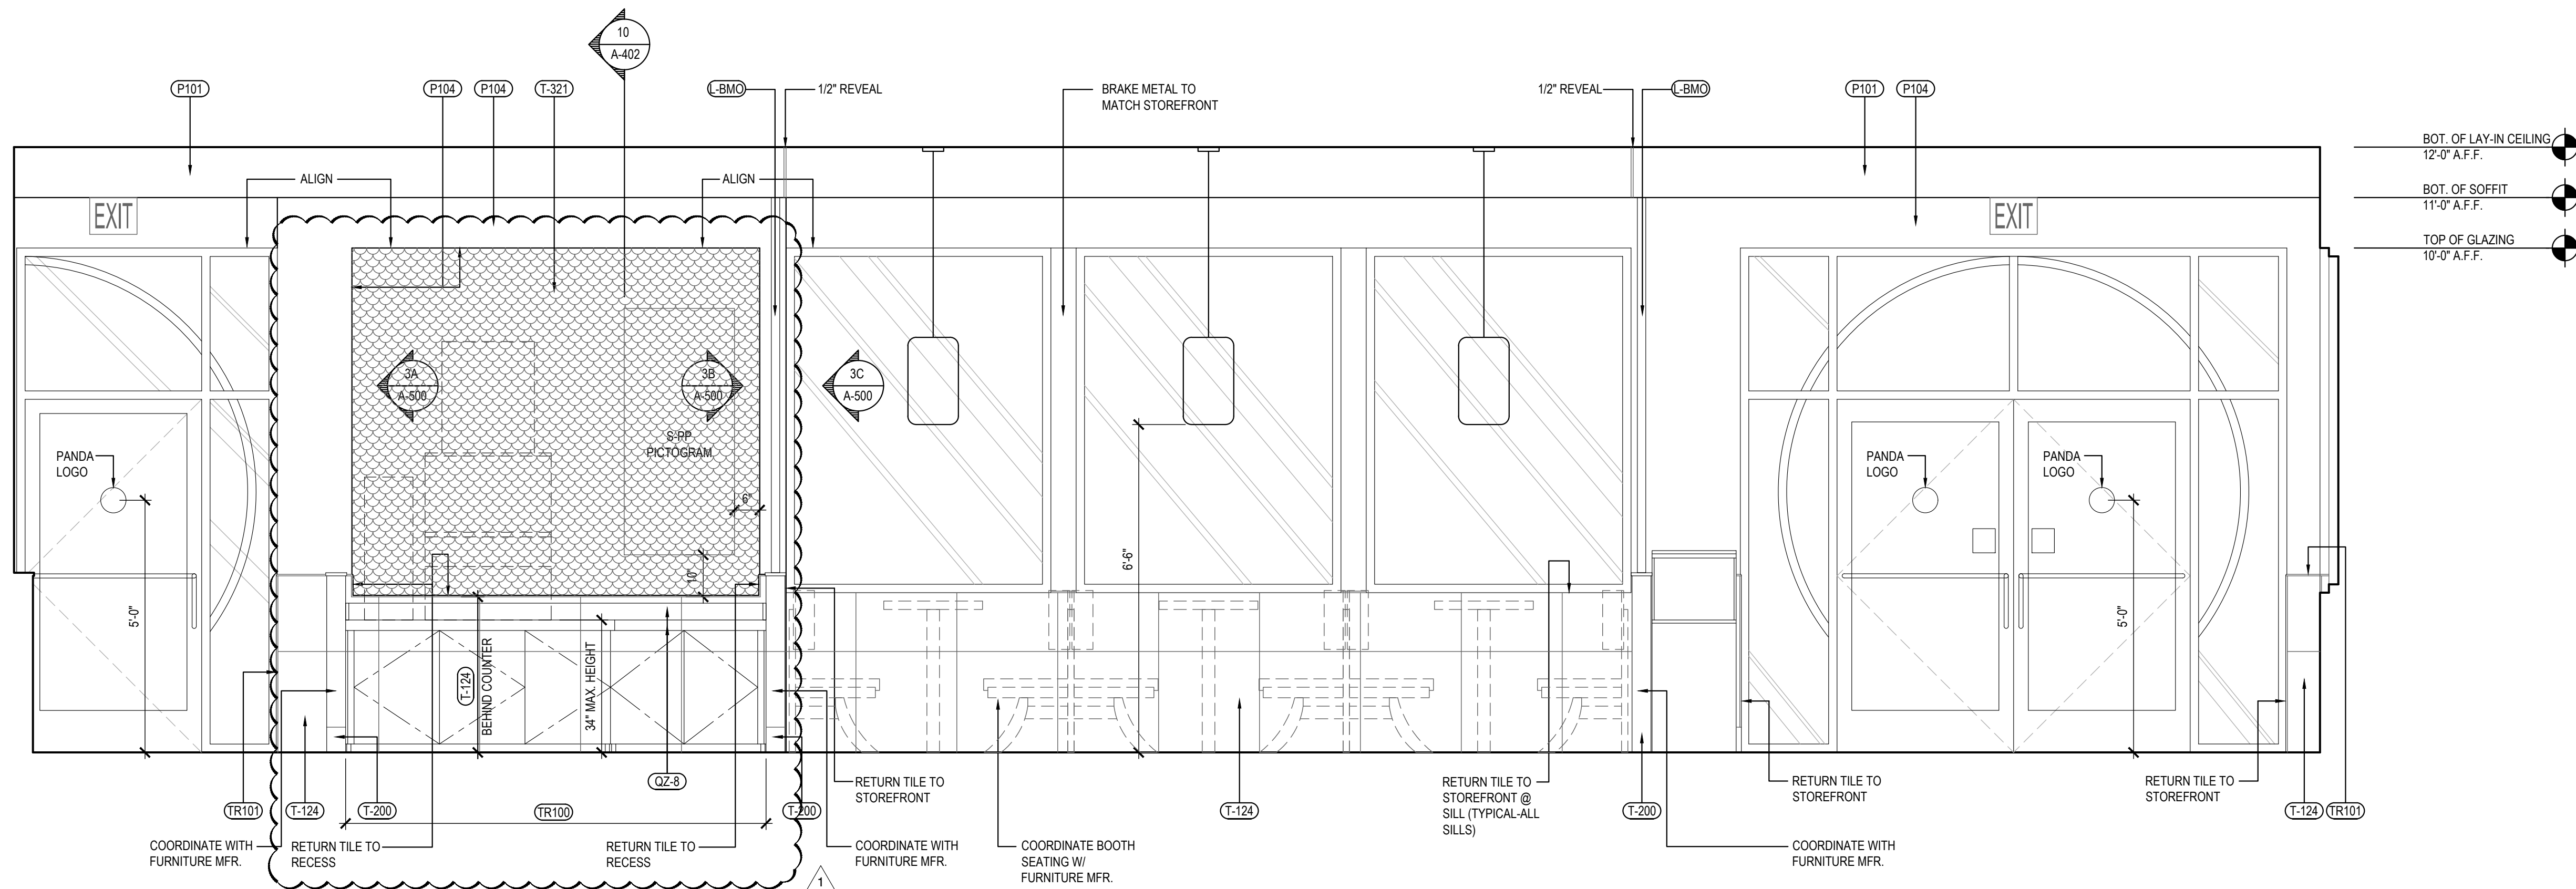 10
A-402
P101
P104
P104
T-321
L-BMO
1/2" REVEAL
BRAKE METAL TO
MATCH STOREFRONT
1/2" REVEAL
L-BMO
P101
P104
BOT. OF LAY-IN CEILING
12'-0" A.F.F.
ALIGN
ALIGN
BOT. OF SOFFIT
11'-0" A.F.F.
EXIT
EXIT
TOP OF GLAZING
10'-0" A.F.F.
3A
A-500
3B
A-500
3C
A-500
S-PP
PICTOGRAM
PANDA
LOGO
PANDA
LOGO
PANDA
LOGO
6"
10"
6'-6"
5'-0"
5'-0"
T-124
BEHIND COUNTER
34" MAX. HEIGHT
QZ-8
RETURN TILE TO
STOREFRONT
RETURN TILE TO
STOREFRONT @
SILL (TYPICAL-ALL
SILLS)
RETURN TILE TO
STOREFRONT
RETURN TILE TO
STOREFRONT
TR101
T-124
T-200
TR100
T-200
T-124
T-200
T-124
TR101
COORDINATE WITH
FURNITURE MFR.
RETURN TILE TO
RECESS
RETURN TILE TO
RECESS
COORDINATE WITH
FURNITURE MFR.
COORDINATE BOOTH
SEATING W/
FURNITURE MFR.
COORDINATE WITH
FURNITURE MFR.
1